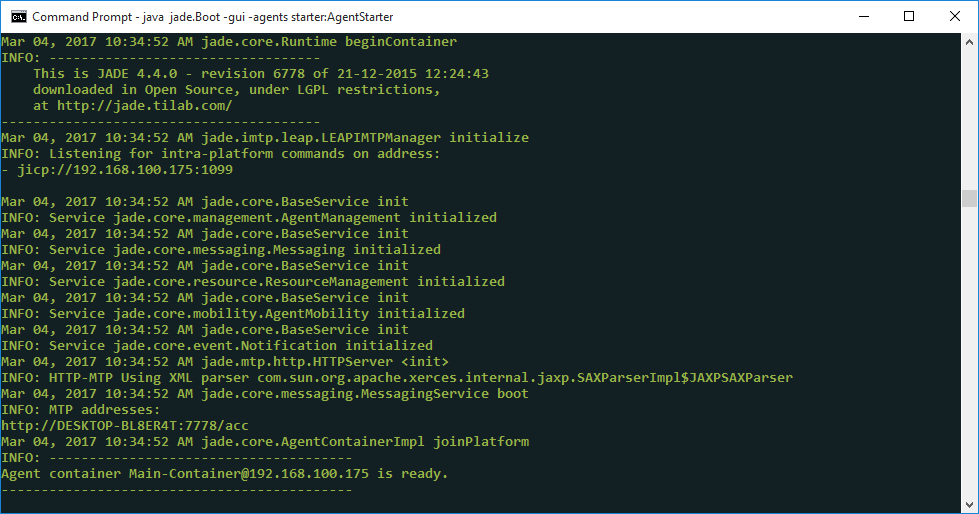 Command Prompt - java  jade.Boot -gui -agents starter:AgentStarter
Mar 04, 2017 10:34:52 AM jade.core.Runtime beginContainer
INFO: ----------------------------------
    This is JADE 4.4.0 - revision 6778 of 21-12-2015 12:24:43
    downloaded in Open Source, under LGPL restrictions,
    at http://jade.tilab.com/
----------------------------------------
Mar 04, 2017 10:34:52 AM jade.imtp.leap.LEAPIMTPManager initialize
INFO: Listening for intra-platform commands on address:
- jicp://192.168.100.175:1099

Mar 04, 2017 10:34:52 AM jade.core.BaseService init
INFO: Service jade.core.management.AgentManagement initialized
Mar 04, 2017 10:34:52 AM jade.core.BaseService init
INFO: Service jade.core.messaging.Messaging initialized
Mar 04, 2017 10:34:52 AM jade.core.BaseService init
INFO: Service jade.core.resource.ResourceManagement initialized
Mar 04, 2017 10:34:52 AM jade.core.BaseService init
INFO: Service jade.core.mobility.AgentMobility initialized
Mar 04, 2017 10:34:52 AM jade.core.BaseService init
INFO: Service jade.core.event.Notification initialized
Mar 04, 2017 10:34:52 AM jade.mtp.http.HTTPServer <init>
INFO: HTTP-MTP Using XML parser com.sun.org.apache.xerces.internal.jaxp.SAXParserImpl$JAXPSAXParser
Mar 04, 2017 10:34:52 AM jade.core.messaging.MessagingService boot
INFO: MTP addresses:
http://DESKTOP-BL8ER4T:7778/acc
Mar 04, 2017 10:34:52 AM jade.core.AgentContainerImpl joinPlatform
INFO: --------------------------------------
Agent container Main-Container@192.168.100.175 is ready.
--------------------------------------------